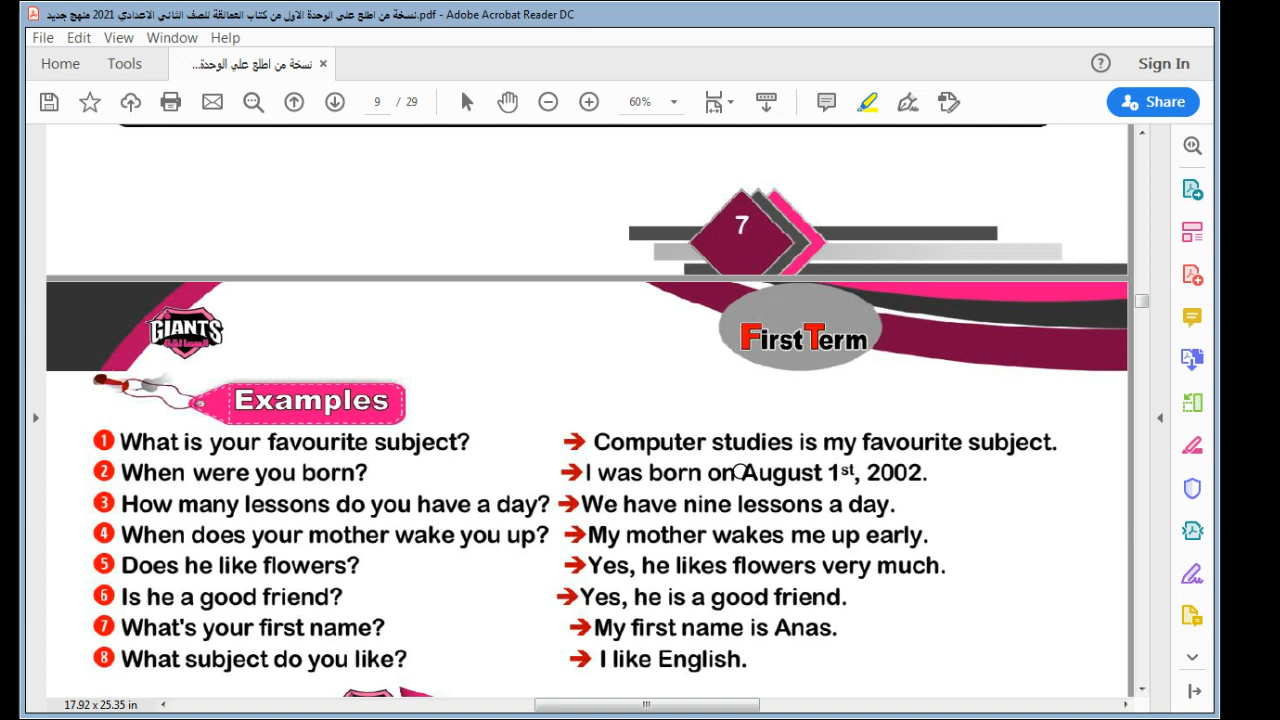 نسخة من اطلع علي الوحدة الاول من كتاب العمالقة للصف الثاني الاعدادي 2021 منهج جديد.pdf - Adobe Acrobat Reader DC
File Edit View Window Help
Home Tools نسخة من اطلع علي الوحدة... × Sign In
9 / 29 60% Share
7
GIANTS
العمالقة
First Term
Examples
1 What is your favourite subject? ➔ Computer studies is my favourite subject.
2 When were you born? ➔ I was born on August 1st, 2002.
3 How many lessons do you have a day? ➔ We have nine lessons a day.
4 When does your mother wake you up? ➔ My mother wakes me up early.
5 Does he like flowers? ➔ Yes, he likes flowers very much.
6 Is he a good friend? ➔ Yes, he is a good friend.
7 What's your first name? ➔ My first name is Anas.
8 What subject do you like? ➔ I like English.
17.92 x 25.35 in